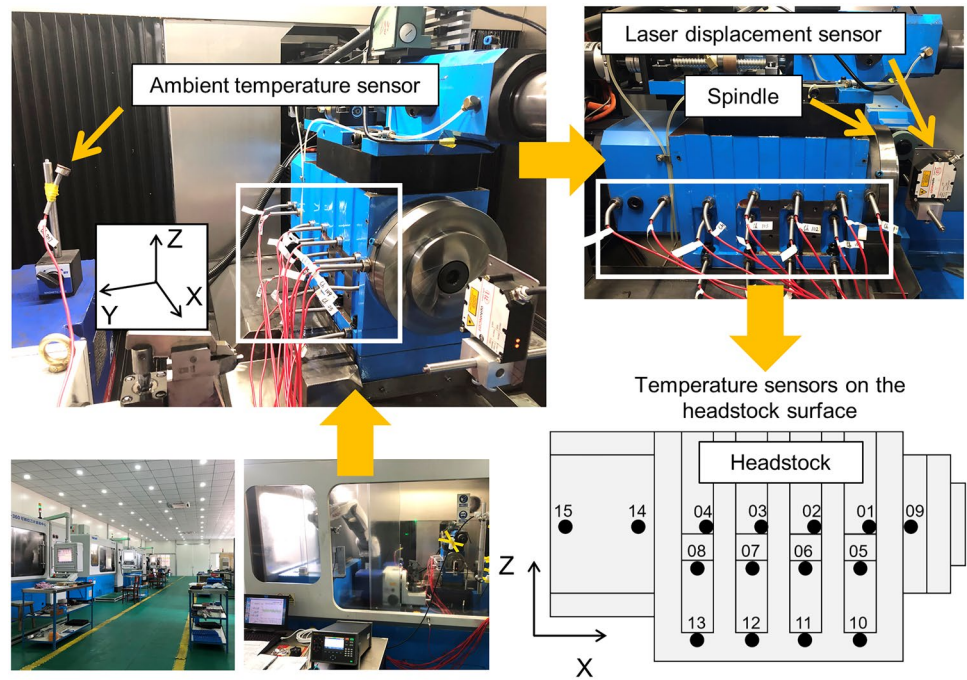 Ambient temperature sensor
Laser displacement sensor
Spindle
Z
Y
X
Temperature sensors on the
headstock surface
Headstock
15
14
04
03
02
01
09
08
07
06
05
13
12
11
10
Z
X